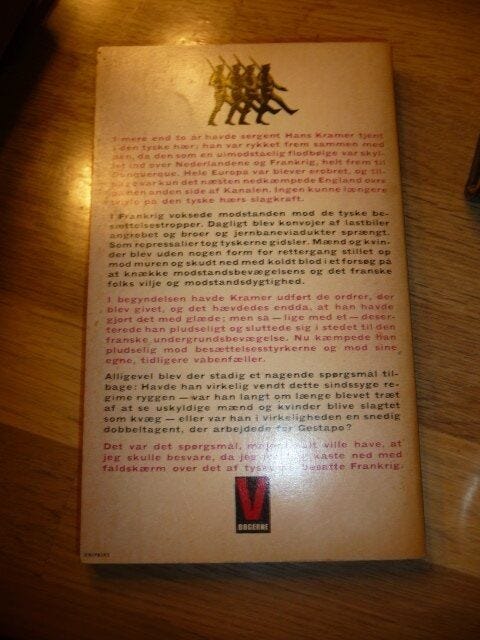 I mere end to år havde sergent Hans Kramer tjent
i den tyske hær; han var rykket frem sammen med
den, da den som en uimodståelig flodbølge var skyl-
let ind over Nederlandene og Frankrig, helt frem til
Dunquerque. Hele Europa var blevet erobret, og til-
bage var kun det næsten nedkæmpede England ovre
på den anden side af Kanalen. Ingen kunne længere
tvivle på den tyske hærs slagkraft.
I Frankrig voksede modstanden mod de tyske be-
sættelsestropper. Dagligt blev konvojer af lastbiler
angrebet og broer og jernbaneviadukter sprængt.
Som repressalier tog tyskerne gidsler. Mænd og kvin-
der blev uden nogen form for rettergang stillet op
mod muren og skudt ned med koldt blod i et forsøg på
at knække modstandsbevægelsens og det franske
folks vilje og modstandsdygtighed.
I begyndelsen havde Kramer udført de ordrer, der
blev givet, og det hævdedes endda, at han havde
gjort det med glæde; men så — lige med et — deser-
terede han pludseligt og sluttede sig i stedet til den
franske undergrundsbevægelse. Nu kæmpede han
pludselig mod besættelsesstyrkerne og mod sine
egne, tidligere våbenfæller.
Alligevel blev der stadig et nagende spørgsmål til-
bage: Havde han virkelig vendt dette sindssyge re-
gime ryggen — var han langt om længe blevet træt
af at se uskyldige mænd og kvinder blive slagtet
som kvæg — eller var han i virkeligheden en snedig
dobbeltagent, der arbejdede for Gestapo?
Det var det spørgsmål, major ville have, at
jeg skulle besvare, da jeg kaste ned med
faldskærm over det af besatte Frankrig.
V
BØGERNE